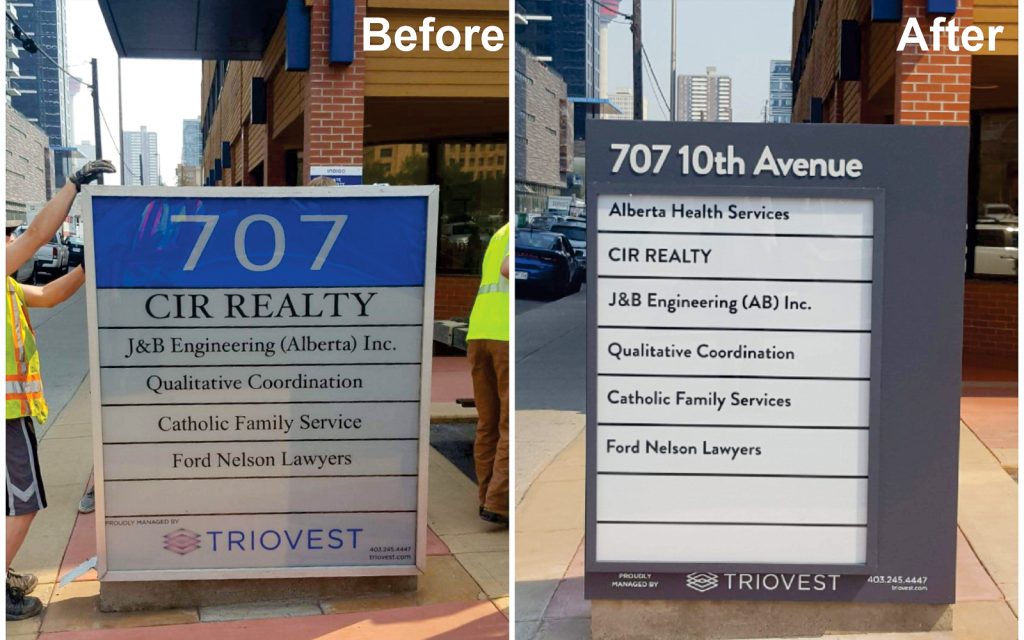 Before
indigo
707
CIR REALTY
J&B Engineering (Alberta) Inc.
Qualitative Coordination
Catholic Family Service
Ford Nelson Lawyers
PROUDLY MANAGED BY
TRIOVEST
403.245.4447
triovest.com
After
707 10th Avenue
Alberta Health Services
CIR REALTY
J&B Engineering (AB) Inc.
Qualitative Coordination
Catholic Family Services
Ford Nelson Lawyers
PROUDLY
MANAGED BY
TRIOVEST
403.245.4447
triovest.com